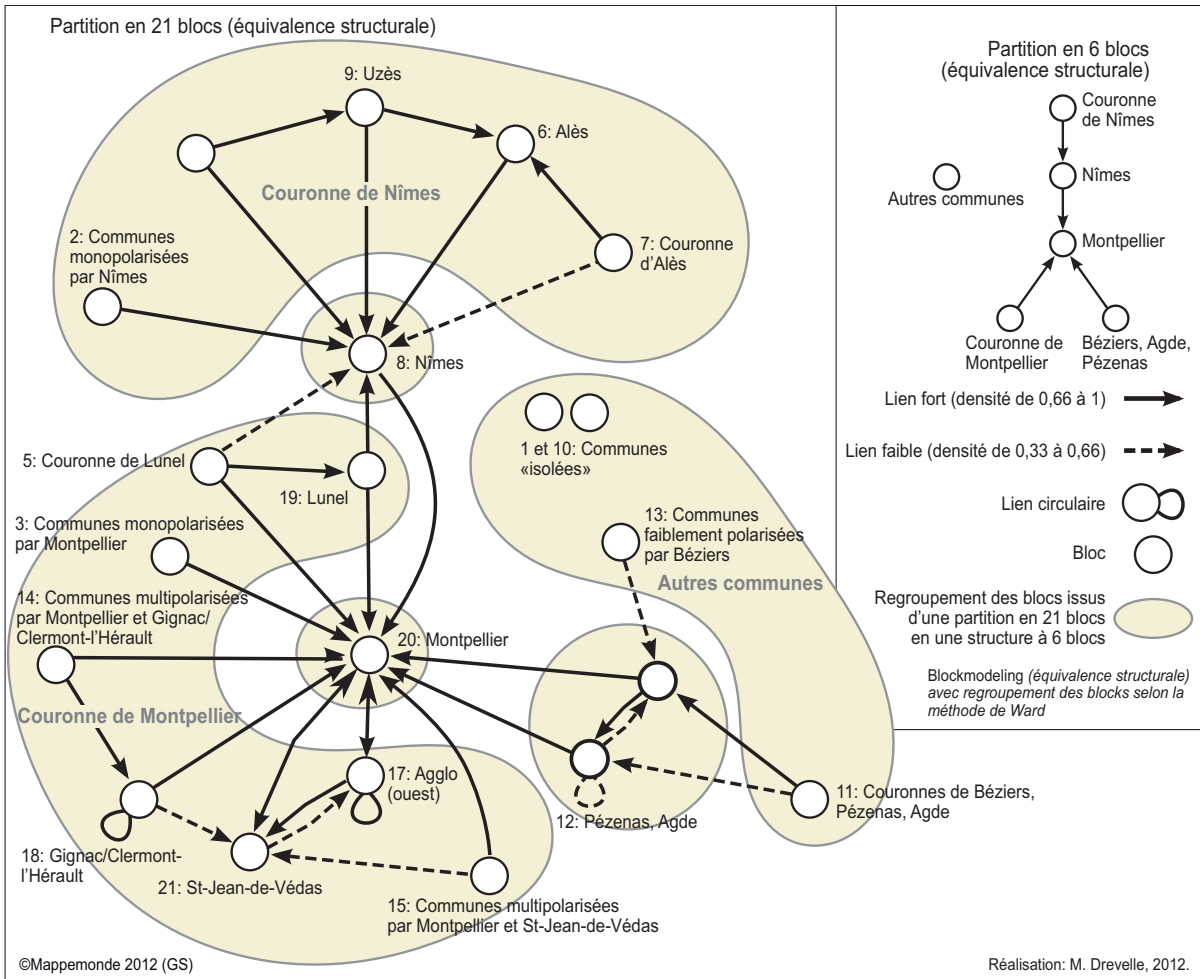 Partition en 21 blocs (équivalence structurale)
9: Uzès
6: Alès
Couronne de Nîmes
2: Communes
monopolarisées
par Nîmes
7: Couronne
d'Alès
8: Nîmes
5: Couronne de Lunel
19: Lunel
1 et 10: Communes
«isolées»
3: Communes monopolarisées
par Montpellier
13: Communes
faiblement polarisées
par Béziers
Autres communes
14: Communes multipolarisées
par Montpellier et Gignac/
Clermont-l'Hérault
20: Montpellier
Couronne de Montpellier
17: Agglo
(ouest)
12: Pézenas, Agde
11: Couronnes de Béziers,
Pézenas, Agde
18: Gignac/Clermont-
l'Hérault
21: St-Jean-de-Védas
15: Communes multipolarisées
par Montpellier et St-Jean-de-Védas
©Mappemonde 2012 (GS)
Partition en 6 blocs
(équivalence structurale)
Couronne
de Nîmes
Autres communes
Nîmes
Montpellier
Couronne de
Montpellier
Béziers, Agde,
Pézenas
Lien fort (densité de 0,66 à 1)
Lien faible (densité de 0,33 à 0,66)
Lien circulaire
Bloc
Regroupement des blocs issus
d'une partition en 21 blocs
en une structure à 6 blocs
Blockmodeling (équivalence structurale)
avec regroupement des blocks selon la
méthode de Ward
Réalisation: M. Drevelle, 2012.